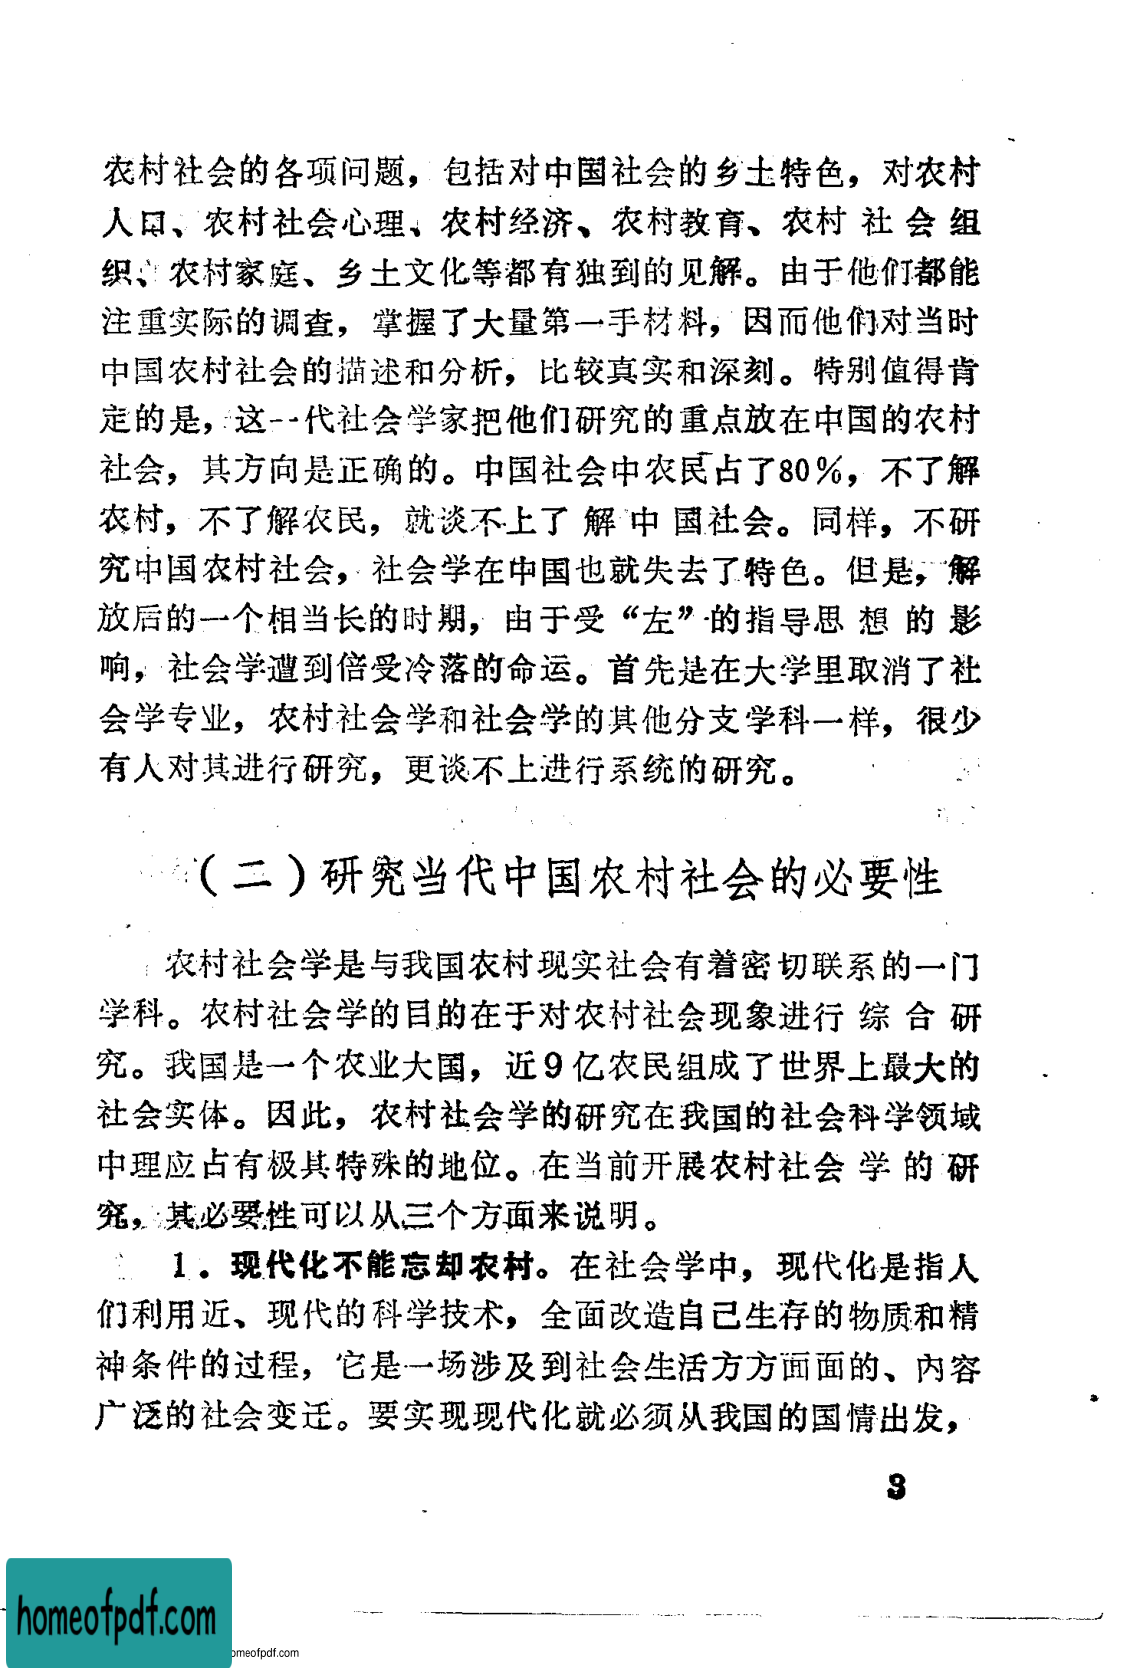 农村社会的各项问题，包括对中国社会的乡土特色，对农村
人口、农村社会心理、农村经济、农村教育、农村社会组
织、农村家庭、乡土文化等都有独到的见解。由于他们都能
注重实际的调查，掌握了大量第一手材料，因而他们对当时
中国农村社会的描述和分析，比较真实和深刻。特别值得肯
定的是，这一代社会学家把他们研究的重点放在中国的农村
社会，其方向是正确的。中国社会中农民占了80%，不了解
农村，不了解农民，就谈不上了解中国社会。同样，不研
究中国农村社会，社会学在中国也就失去了特色。但是，解
放后的一个相当长的时期，由于受“左”的指导思想的影
响，社会学遭到倍受冷落的命运。首先是在大学里取消了社
会学专业，农村社会学和社会学的其他分支学科一样，很少
有人对其进行研究，更谈不上进行系统的研究。
（二）研究当代中国农村社会的必要性
农村社会学是与我国农村现实社会有着密切联系的一门
学科。农村社会学的目的在于对农村社会现象进行综合研
究。我国是一个农业大国，近9亿农民组成了世界上最大的
社会实体。因此，农村社会学的研究在我国的社会科学领域
中理应占有极其特殊的地位。在当前开展农村社会学的研
究，其必要性可以从三个方面来说明。
1．现代化不能忘却农村。在社会学中，现代化是指人
们利用近、现代的科学技术，全面改造自己生存的物质和精
神条件的过程，它是一场涉及到社会生活方方面面的、内容
广泛的社会变迁。要实现现代化就必须从我国的国情出发，
3
homeofpdf.com
omeofpdf.com